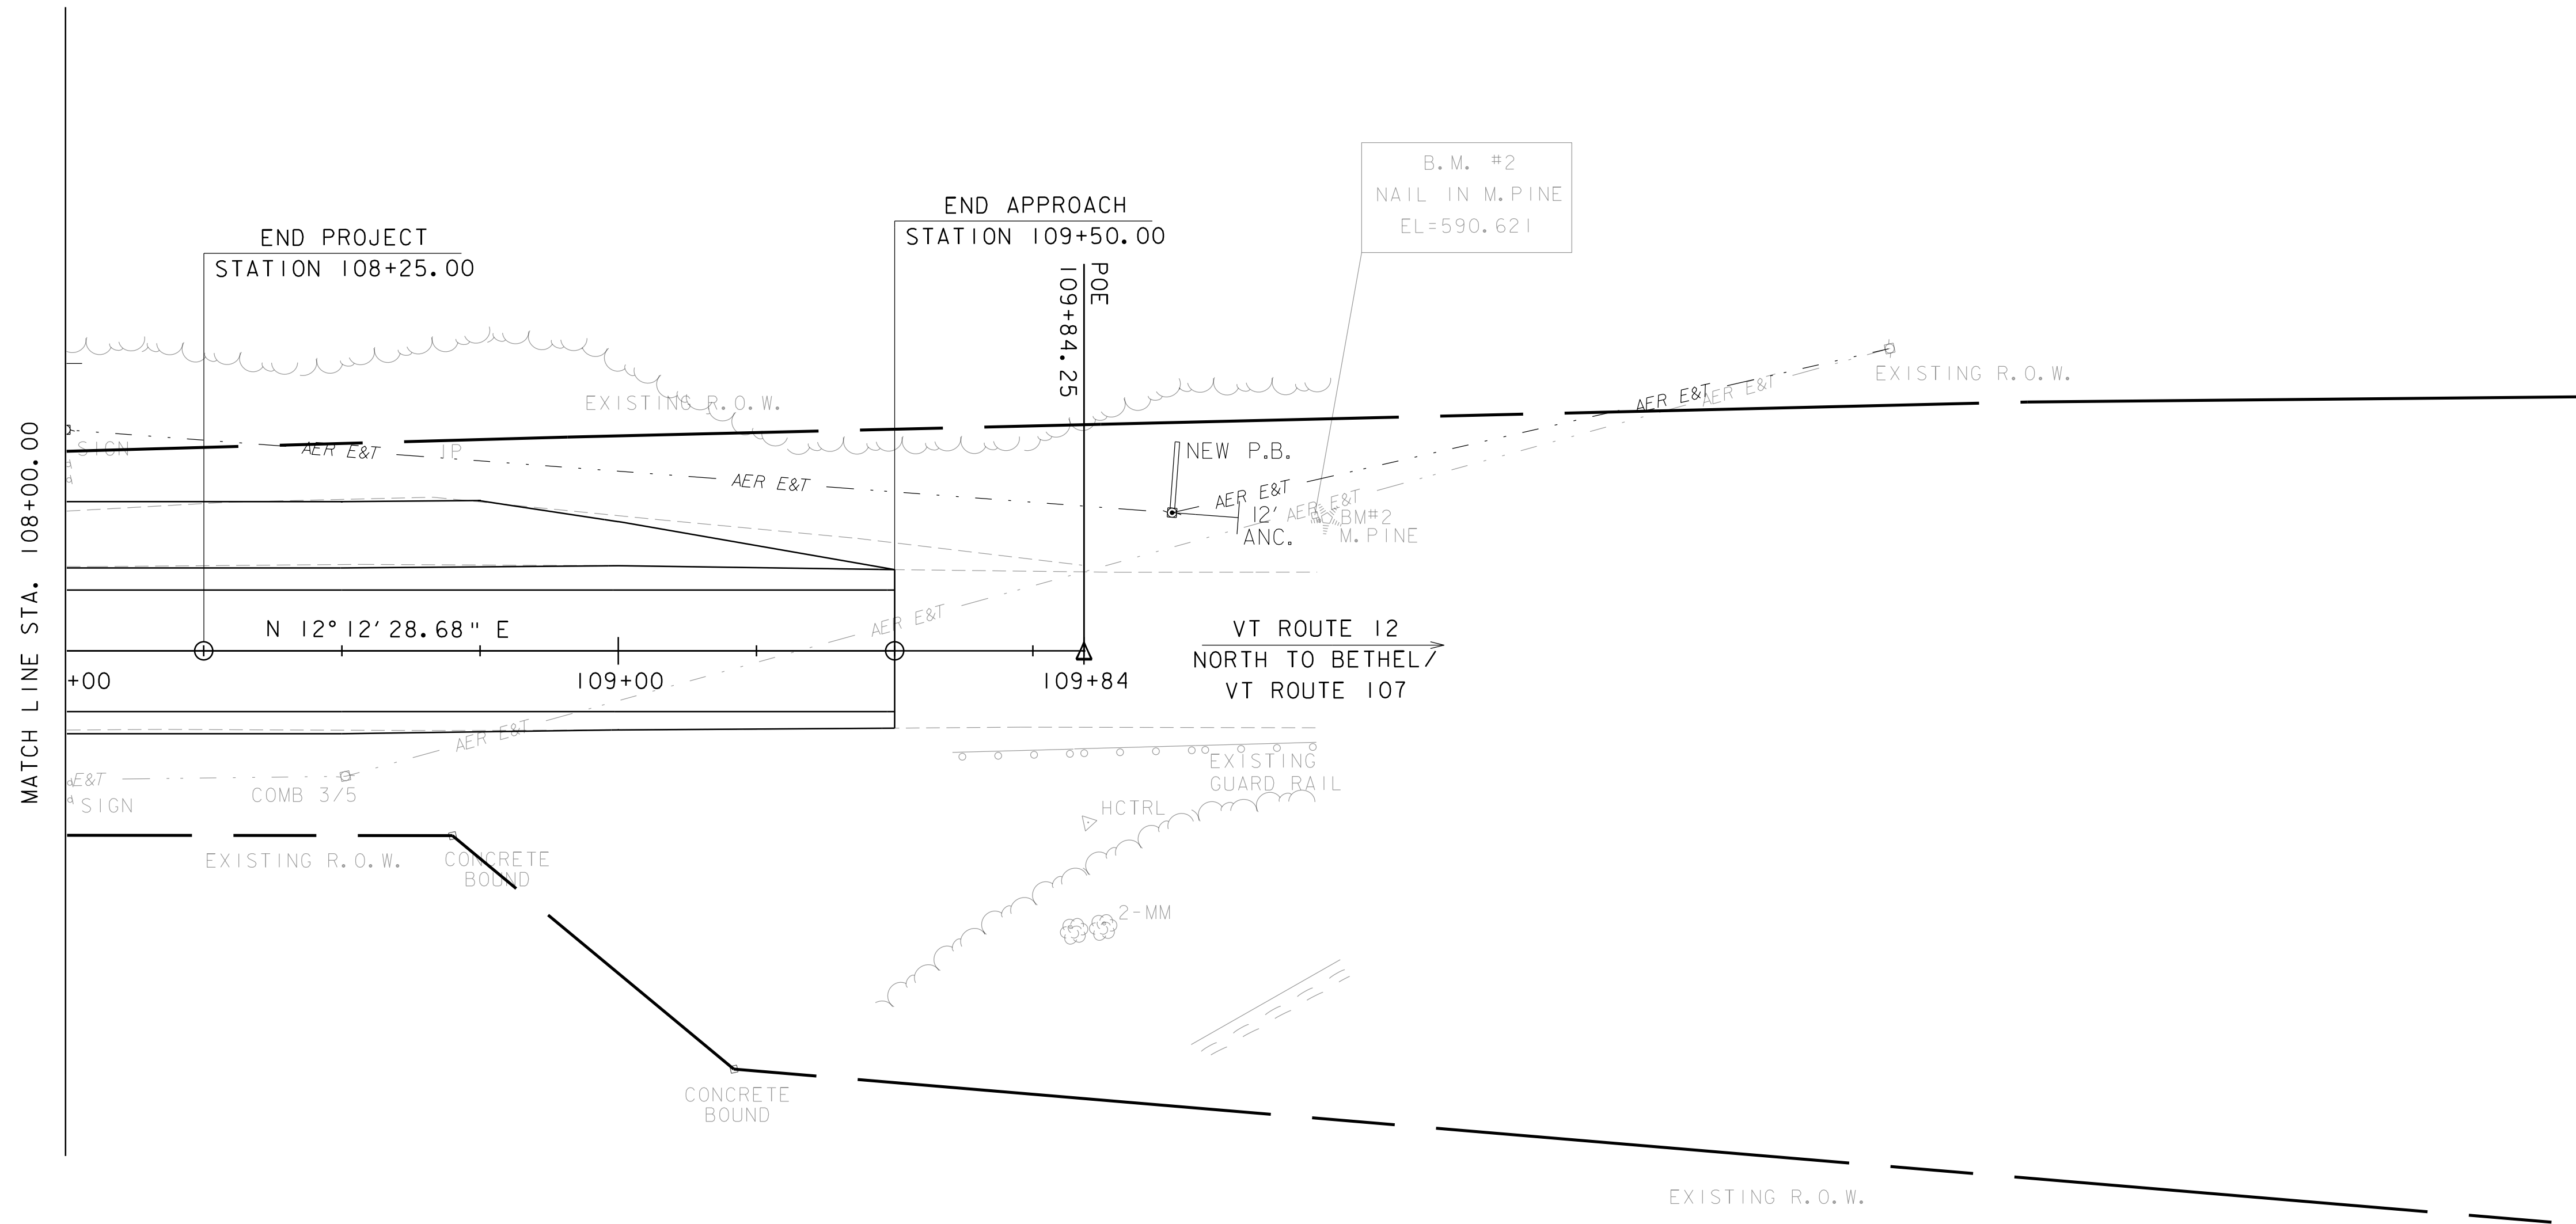 B.M. #2
NAIL IN M.PINE
EL=590.621
END APPROACH
STATION 109+50.00
END PROJECT
STATION 108+25.00
POE
109+84.25
EXISTING R.O.W.
EXISTING R.O.W.
AER E&T
AER E&T
SIGN
AER E&T
JP
NEW P.B.
AER E&T
AER E&T
AER E&T
12'
ANC.
BM#2
M.PINE
MATCH LINE STA. 108+00.00
AER E&T
N 12°12'28.68" E
VT ROUTE 12
NORTH TO BETHEL/
VT ROUTE 107
+00
109+00
109+84
AER E&T
EXISTING
GUARD RAIL
E&T
COMB 3/5
SIGN
HCTRL
EXISTING R.O.W.
CONCRETE
BOUND
2-MM
CONCRETE
BOUND
EXISTING R.O.W.